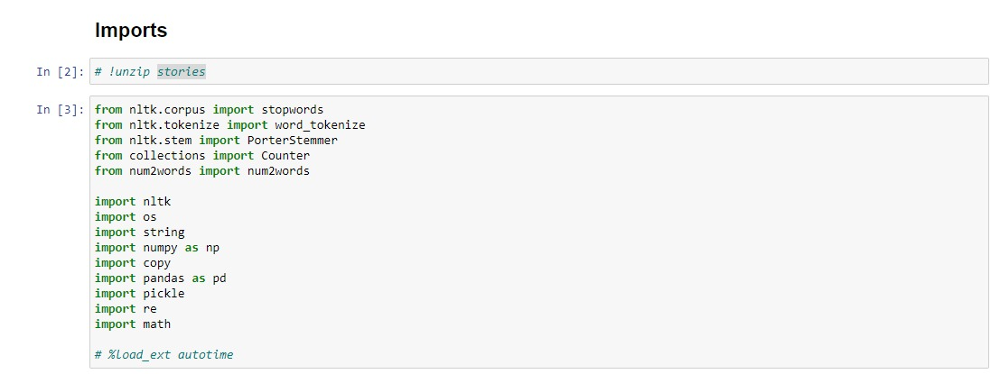 Imports
In [2]: # !unzip stories
In [3]: from nltk.corpus import stopwords
from nltk.tokenize import word_tokenize
from nltk.stem import PorterStemmer
from collections import Counter
from num2words import num2words
import nltk
import os
import string
import numpy as np
import copy
import pandas as pd
import pickle
import re
import math
# %load_ext autotime